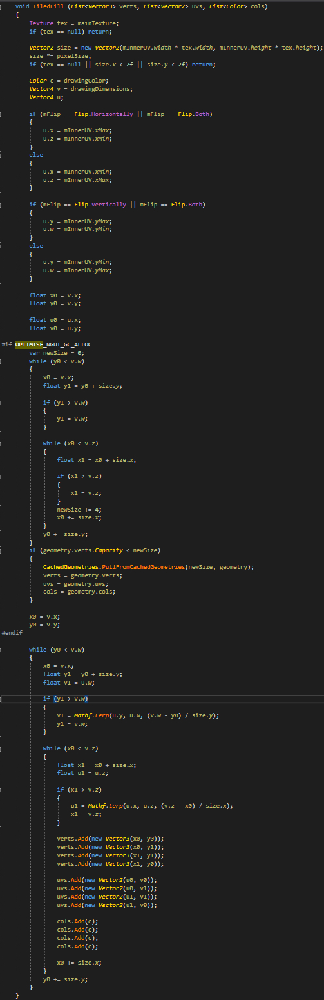 void TiledFill (List<Vector3> verts, List<Vector2> uvs, List<Color> cols)
{
Texture tex = mainTexture;
if (tex == null) return;
Vector2 size = new Vector2(mInnerUV.width * tex.width, mInnerUV.height * tex.height);
size *= pixelSize;
if (tex == null || size.x < 2f || size.y < 2f) return;
Color c = drawingColor;
Vector4 v = drawingDimensions;
Vector4 u;
if (mFlip == Flip.Horizontally || mFlip == Flip.Both)
{
u.x = mInnerUV.xMax;
u.z = mInnerUV.xMin;
}
else
{
u.x = mInnerUV.xMin;
u.z = mInnerUV.xMax;
}
if (mFlip == Flip.Vertically || mFlip == Flip.Both)
{
u.y = mInnerUV.yMax;
u.w = mInnerUV.yMin;
}
else
{
u.y = mInnerUV.yMin;
u.w = mInnerUV.yMax;
}
float x0 = v.x;
float y0 = v.y;
float u0 = u.x;
float v0 = u.y;
#if OPTIMISE_NGUI_GC_ALLOC
var newSize = 0;
while (y0 < v.w)
{
x0 = v.x;
float y1 = y0 + size.y;
if (y1 > v.w)
{
y1 = v.w;
}
while (x0 < v.z)
{
float x1 = x0 + size.x;
if (x1 > v.z)
{
x1 = v.z;
}
newSize += 4;
x0 += size.x;
}
y0 += size.y;
}
if (geometry.verts.Capacity < newSize)
{
CachedGeometries.PullFromCachedGeometries(newSize, geometry);
verts = geometry.verts;
uvs = geometry.uvs;
cols = geometry.cols;
}
x0 = v.x;
y0 = v.y;
#endif
while (y0 < v.w)
{
x0 = v.x;
float y1 = y0 + size.y;
float v1 = u.w;
if (y1 > v.w)
{
v1 = Mathf.Lerp(u.y, u.w, (v.w - y0) / size.y);
y1 = v.w;
}
while (x0 < v.z)
{
float x1 = x0 + size.x;
float u1 = u.z;
if (x1 > v.z)
{
u1 = Mathf.Lerp(u.x, u.z, (v.z - x0) / size.x);
x1 = v.z;
}
verts.Add(new Vector3(x0, y0));
verts.Add(new Vector3(x0, y1));
verts.Add(new Vector3(x1, y1));
verts.Add(new Vector3(x1, y0));
uvs.Add(new Vector2(u0, v0));
uvs.Add(new Vector2(u0, v1));
uvs.Add(new Vector2(u1, v1));
uvs.Add(new Vector2(u1, v0));
cols.Add(c);
cols.Add(c);
cols.Add(c);
cols.Add(c);
x0 += size.x;
}
y0 += size.y;
}
}